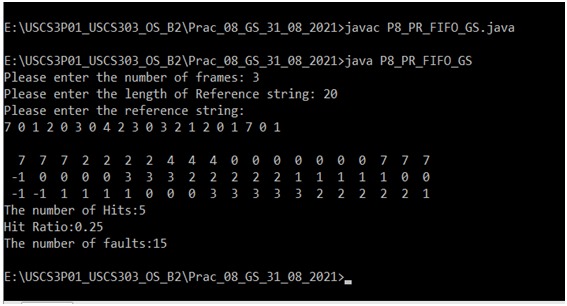 E:\USCS3P01_USCS303_OS_B2\Prac_08_GS_31_08_2021>javac P8_PR_FIFO_GS.java
E:\USCS3P01_USCS303_OS_B2\Prac_08_GS_31_08_2021>java P8_PR_FIFO_GS
Please enter the number of frames: 3
Please enter the length of Reference string: 20
Please enter the reference string:
7 0 1 2 0 3 0 4 2 3 0 3 2 1 2 0 1 7 0 1
7 7 7 2 2 2 2 4 4 4 0 0 0 0 0 0 0 7 7 7
-1 0 0 0 0 3 3 3 2 2 2 2 2 1 1 1 1 1 0 0
-1 -1 1 1 1 1 0 0 0 3 3 3 3 3 2 2 2 2 2 1
The number of Hits:5
Hit Ratio:0.25
The number of faults:15
E:\USCS3P01_USCS303_OS_B2\Prac_08_GS_31_08_2021>